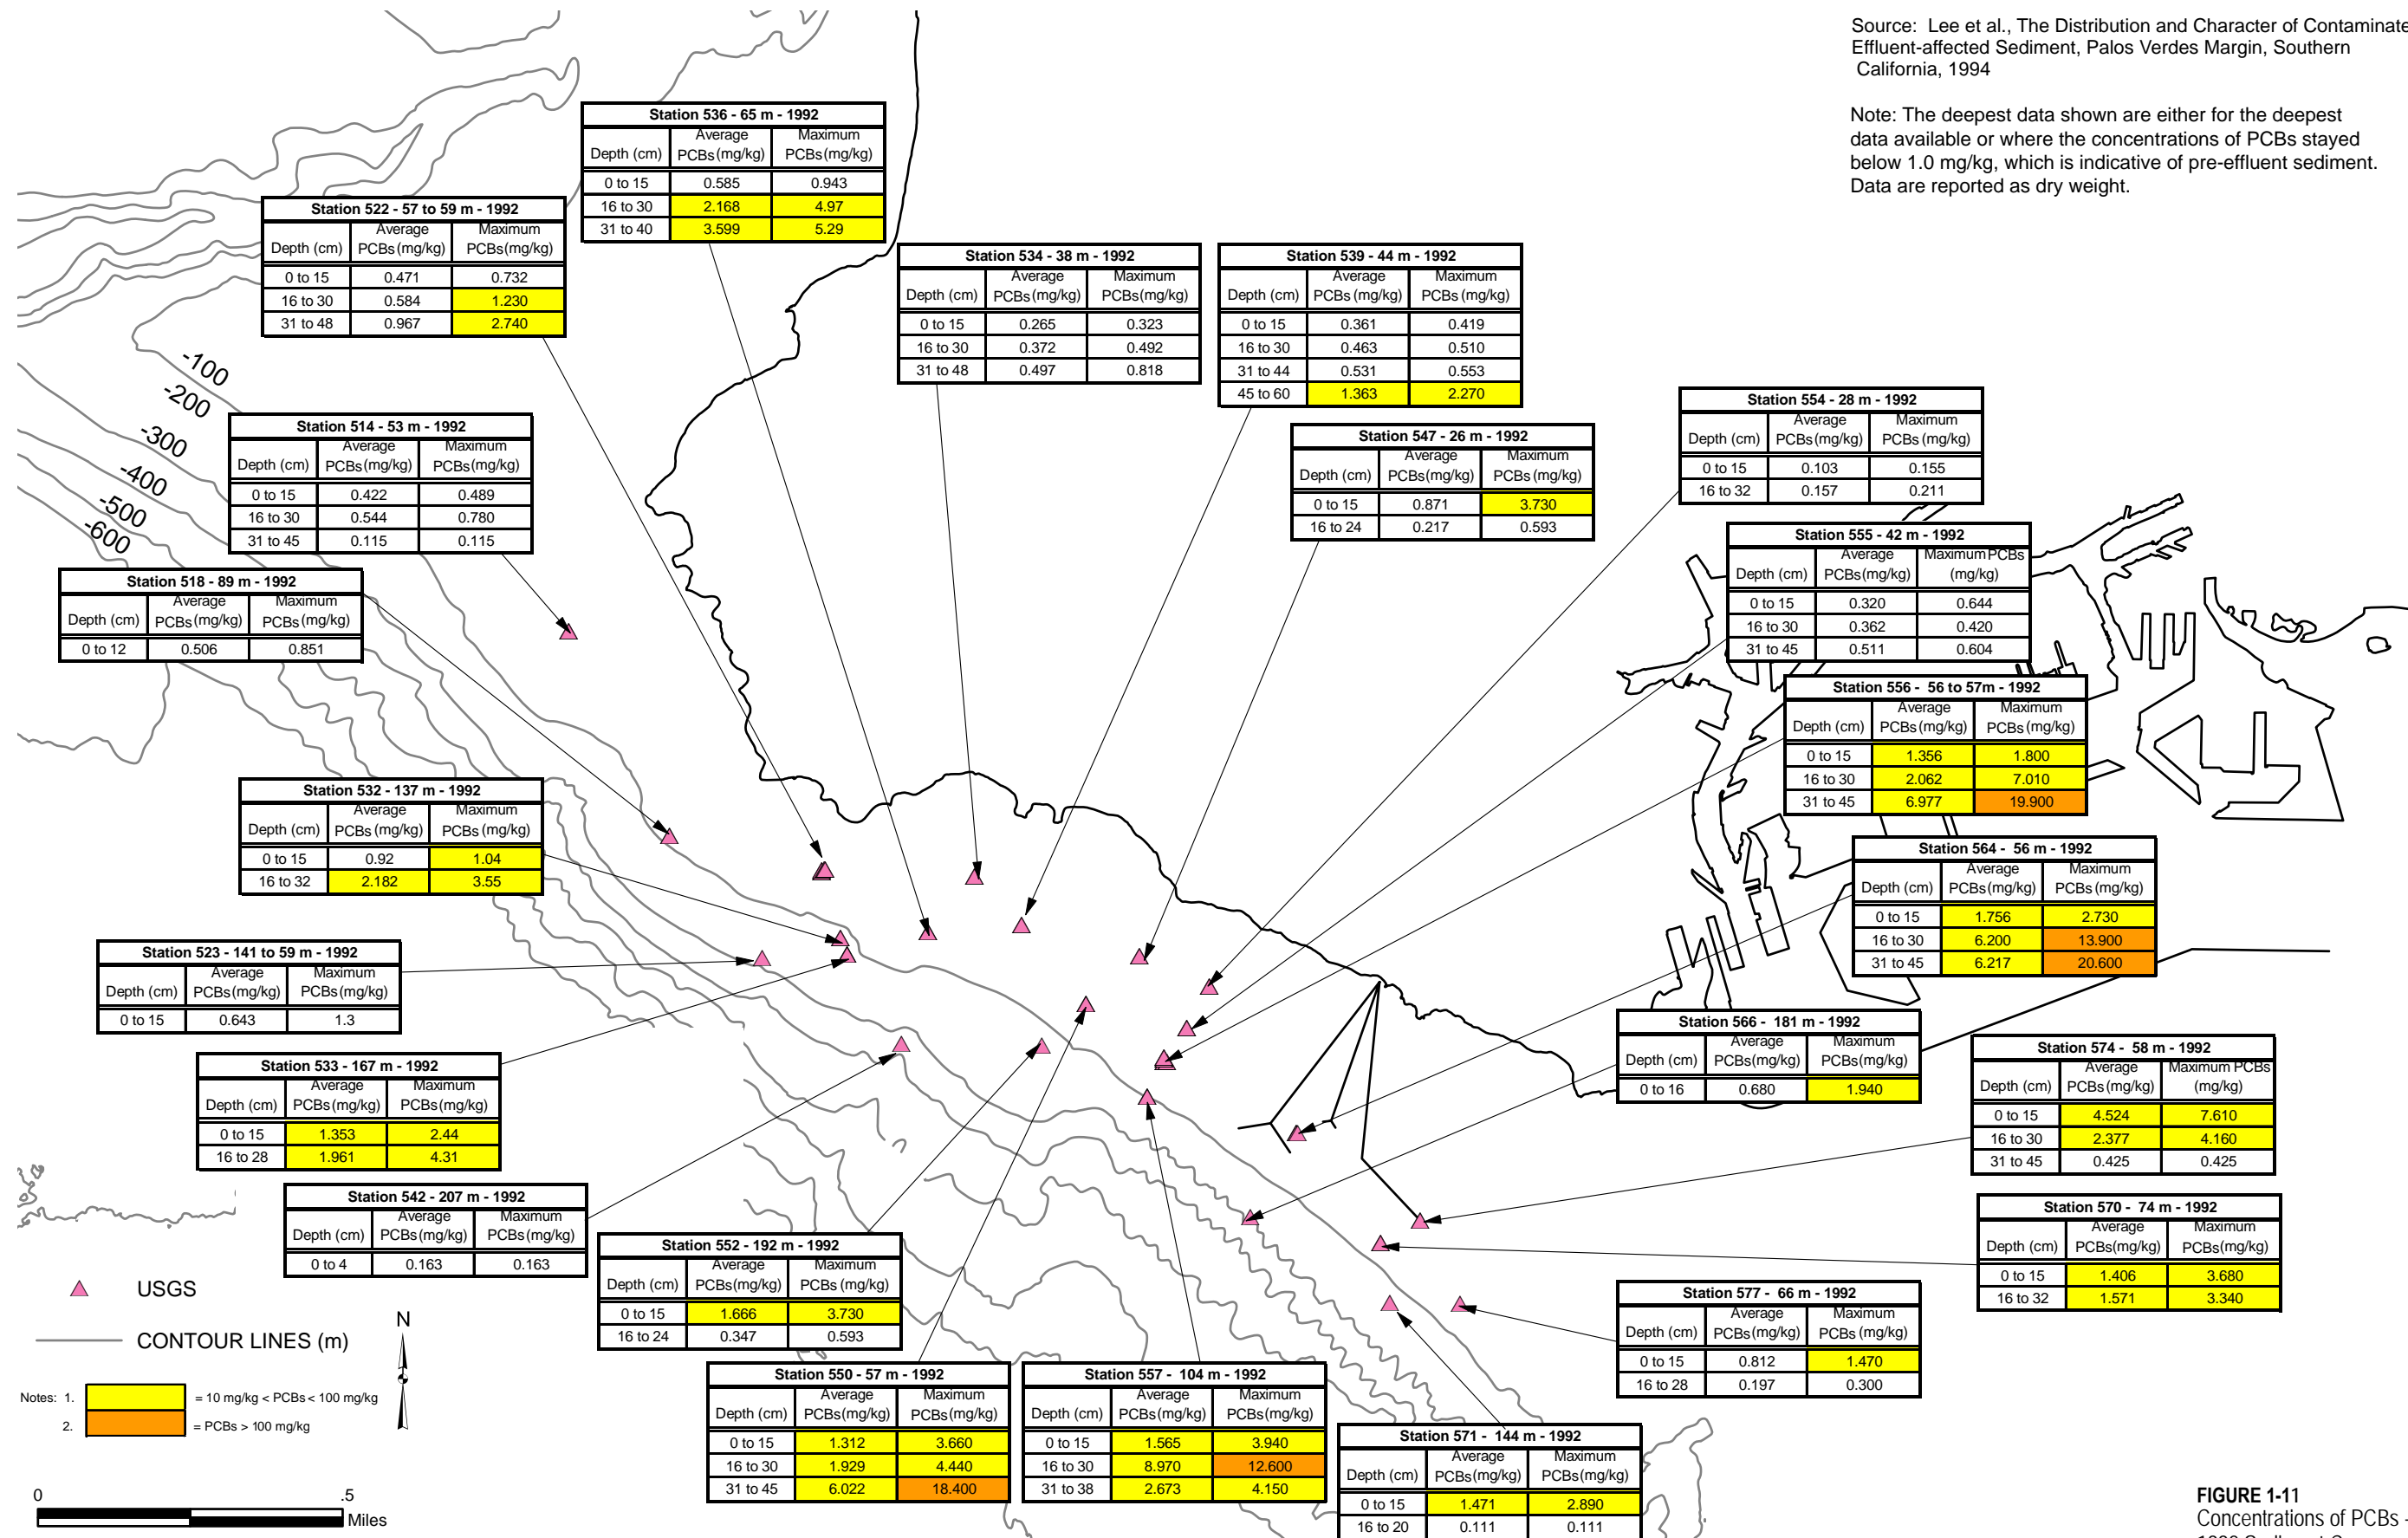 Source: Lee et al., The Distribution and Character of Contaminate
Effluent-affected Sediment, Palos Verdes Margin, Southern
California, 1994
Note: The deepest data shown are either for the deepest
data available or where the concentrations of PCBs stayed
below 1.0 mg/kg, which is indicative of pre-effluent sediment.
Data are reported as dry weight.
Station 536 - 65 m - 1992
Depth (cm) Average PCBs (mg/kg) Maximum PCBs (mg/kg)
0 to 15 0.585 0.943
16 to 30 2.168 4.97
31 to 40 3.599 5.29
Station 522 - 57 to 59 m - 1992
Depth (cm) Average PCBs (mg/kg) Maximum PCBs(mg/kg)
0 to 15 0.471 0.732
16 to 30 0.584 1.230
31 to 48 0.967 2.740
Station 534 - 38 m - 1992
Depth (cm) Average PCBs (mg/kg) Maximum PCBs (mg/kg)
0 to 15 0.265 0.323
16 to 30 0.372 0.492
31 to 48 0.497 0.818
Station 539 - 44 m - 1992
Depth (cm) Average PCBs (mg/kg) Maximum PCBs (mg/kg)
0 to 15 0.361 0.419
16 to 30 0.463 0.510
31 to 44 0.531 0.553
45 to 60 1.363 2.270
-100
-200
-300
-400
-500
-600
Station 514 - 53 m - 1992
Depth (cm) Average PCBs (mg/kg) Maximum PCBs (mg/kg)
0 to 15 0.422 0.489
16 to 30 0.544 0.780
31 to 45 0.115 0.115
Station 547 - 26 m - 1992
Depth (cm) Average PCBs(mg/kg) Maximum PCBs (mg/kg)
0 to 15 0.871 3.730
16 to 24 0.217 0.593
Station 554 - 28 m - 1992
Depth (cm) Average PCBs(mg/kg) Maximum PCBs (mg/kg)
0 to 15 0.103 0.155
16 to 32 0.157 0.211
Station 555 - 42 m - 1992
Depth (cm) Average PCBs(mg/kg) Maximum PCBs (mg/kg)
0 to 15 0.320 0.644
16 to 30 0.362 0.420
31 to 45 0.511 0.604
Station 518 - 89 m - 1992
Depth (cm) Average PCBs (mg/kg) Maximum PCBs (mg/kg)
0 to 12 0.506 0.851
Station 556 - 56 to 57m - 1992
Depth (cm) Average PCBs(mg/kg) Maximum PCBs (mg/kg)
0 to 15 1.356 1.800
16 to 30 2.062 7.010
31 to 45 6.977 19.900
Station 532 - 137 m - 1992
Depth (cm) Average PCBs (mg/kg) Maximum PCBs (mg/kg)
0 to 15 0.92 1.04
16 to 32 2.182 3.55
Station 564 - 56 m - 1992
Depth (cm) Average PCBs(mg/kg) Maximum PCBs (mg/kg)
0 to 15 1.756 2.730
16 to 30 6.200 13.900
31 to 45 6.217 20.600
Station 523 - 141 to 59 m - 1992
Depth (cm) Average PCBs(mg/kg) Maximum PCBs(mg/kg)
0 to 15 0.643 1.3
Station 566 - 181 m - 1992
Depth (cm) Average PCBs(mg/kg) Maximum PCBs(mg/kg)
0 to 16 0.680 1.940
Station 574 - 58 m - 1992
Depth (cm) Average PCBs(mg/kg) Maximum PCBs (mg/kg)
0 to 15 4.524 7.610
16 to 30 2.377 4.160
31 to 45 0.425 0.425
Station 533 - 167 m - 1992
Depth (cm) Average PCBs(mg/kg) Maximum PCBs(mg/kg)
0 to 15 1.353 2.44
16 to 28 1.961 4.31
Station 542 - 207 m - 1992
Depth (cm) Average PCBs (mg/kg) Maximum PCBs (mg/kg)
0 to 4 0.163 0.163
Station 570 - 74 m - 1992
Depth (cm) Average PCBs(mg/kg) Maximum PCBs(mg/kg)
0 to 15 1.406 3.680
16 to 32 1.571 3.340
Station 552 - 192 m - 1992
Depth (cm) Average PCBs(mg/kg) Maximum PCBs (mg/kg)
0 to 15 1.666 3.730
16 to 24 0.347 0.593
Station 577 - 66 m - 1992
Depth (cm) Average PCBs(mg/kg) Maximum PCBs (mg/kg)
0 to 15 0.812 1.470
16 to 28 0.197 0.300
Station 550 - 57 m - 1992
Depth (cm) Average PCBs(mg/kg) Maximum PCBs(mg/kg)
0 to 15 1.312 3.660
16 to 30 1.929 4.440
31 to 45 6.022 18.400
Station 557 - 104 m - 1992
Depth (cm) Average PCBs(mg/kg) Maximum PCBs(mg/kg)
0 to 15 1.565 3.940
16 to 30 8.970 12.600
31 to 38 2.673 4.150
Station 571 - 144 m - 1992
Depth (cm) Average PCBs(mg/kg) Maximum PCBs(mg/kg)
0 to 15 1.471 2.890
16 to 20 0.111 0.111
USGS
CONTOUR LINES (m)
N
Notes: 1. = 10 mg/kg < PCBs < 100 mg/kg
2. = PCBs > 100 mg/kg
0 .5
Miles
FIGURE 1-11
Concentrations of PCBs